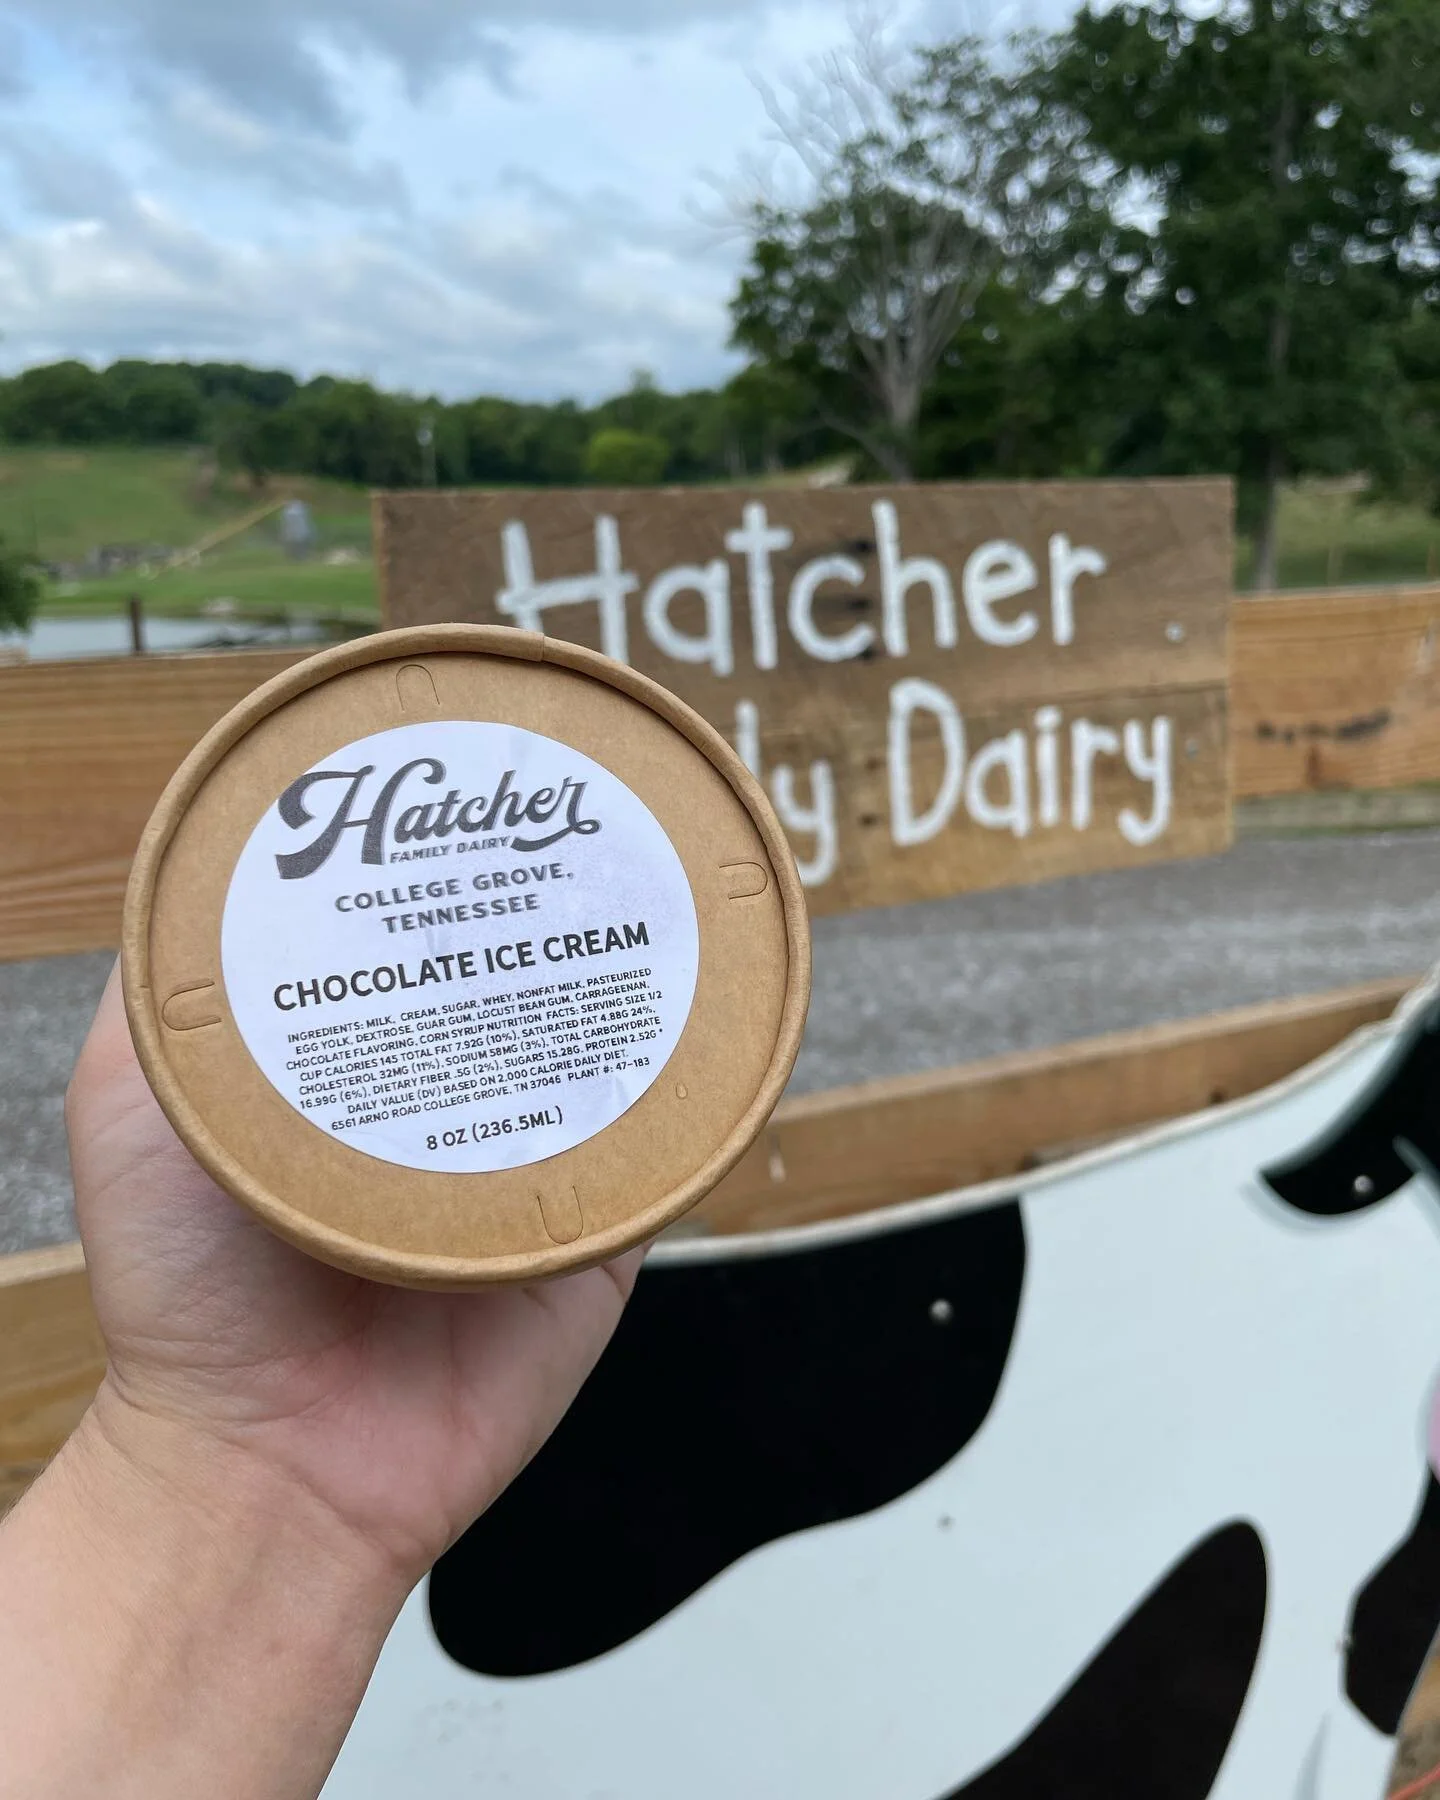 Hatcher
ly Dairy
Hatcher
FAMILY DAIRY
COLLEGE GROVE,
TENNESSEE
CHOCOLATE ICE CREAM
INGREDIENTS: MILK, CREAM, SUGAR, WHEY, NONFAT MILK, PASTEURIZED
EGG YOLK, DEXTROSE, GUAR GUM, LOCUST BEAN GUM, CARRAGEENAN,
CHOCOLATE FLAVORING, CORN SYRUP NUTRITION FACTS: SERVING SIZE 1/2
CUP CALORIES 145 TOTAL FAT 7.92G (10%), SATURATED FAT 4.88G 24%,
CHOLESTEROL 32MG (11%), SODIUM 58MG (3%), TOTAL CARBOHYDRATE
16.99G (6%), DIETARY FIBER .5G (2%), SUGARS 15.28G. PROTEIN 2.52G *
DAILY VALUE (DV) BASED ON 2,000 CALORIE DAILY DIET.
6561 ARNO ROAD COLLEGE GROVE, TN 37046 PLANT #: 47-183
8 OZ (236.5ML)